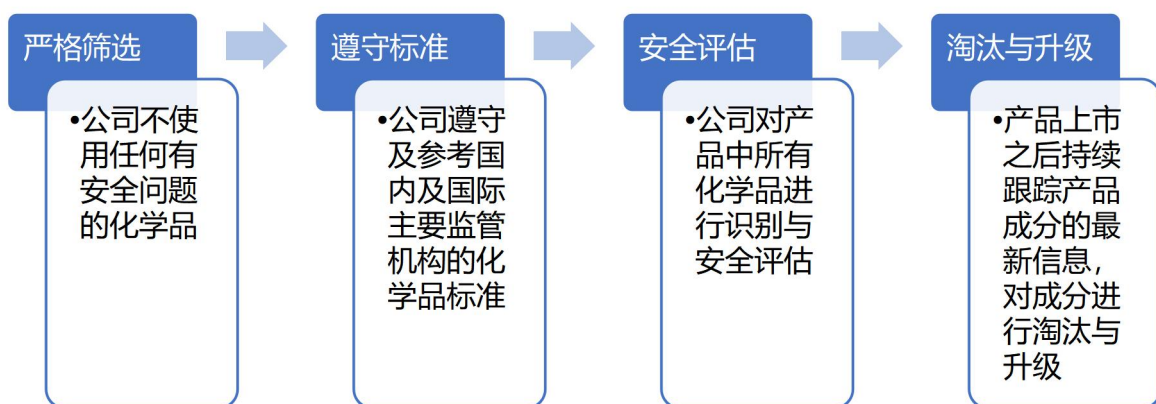 严格筛选
•公司不使
用任何有
安全问题
的化学品
遵守标准
•公司遵守
及参考国
内及国际
主要监管
机构的化
学品标准
安全评估
•公司对产
品中所有
化学品进
行识别与
安全评估
淘汰与升级
•产品上市
之后持续
跟踪产品
成分的最
新信息，
对成分进
行淘汰与
升级